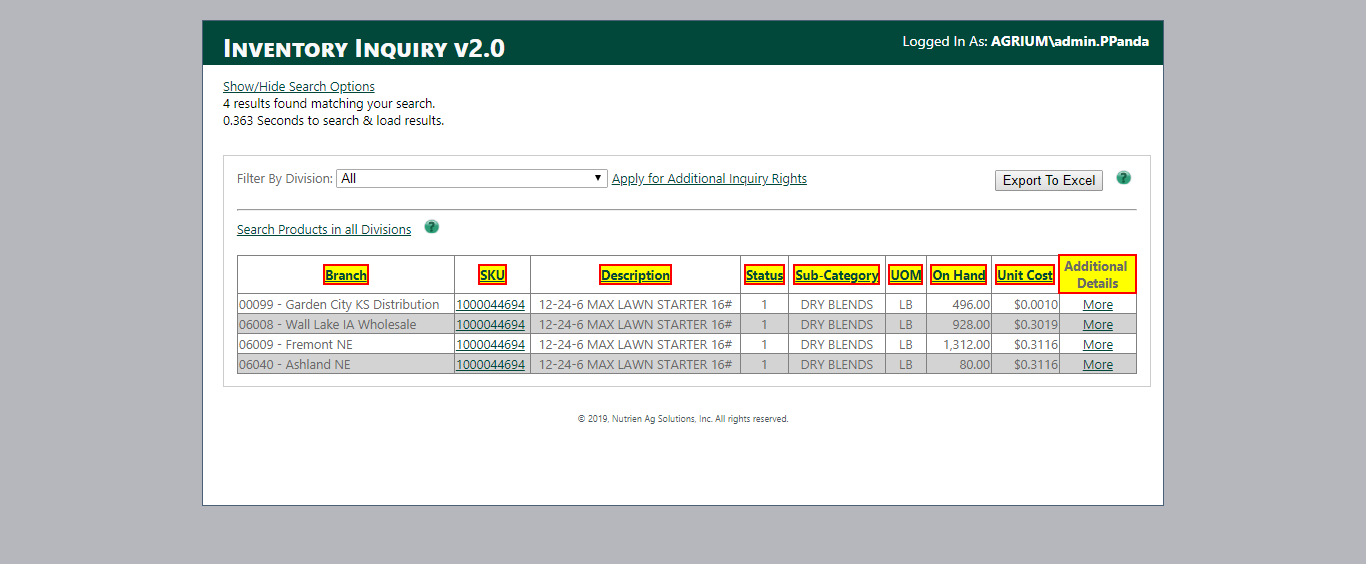 Inventory Inquiry v2.0
Logged In As: AGRIUM\admin.PPanda
Show/Hide Search Options
4 results found matching your search.
0.363 Seconds to search & load results.
Filter By Division: All Apply for Additional Inquiry Rights Export To Excel ?
Search Products in all Divisions ?
Branch SKU Description Status Sub-Category UOM On Hand Unit Cost Additional Details
00099 - Garden City KS Distribution 1000044694 12-24-6 MAX LAWN STARTER 16# 1 DRY BLENDS LB 496.00 $0.0010 More
06008 - Wall Lake IA Wholesale 1000044694 12-24-6 MAX LAWN STARTER 16# 1 DRY BLENDS LB 928.00 $0.3019 More
06009 - Fremont NE 1000044694 12-24-6 MAX LAWN STARTER 16# 1 DRY BLENDS LB 1,312.00 $0.3116 More
06040 - Ashland NE 1000044694 12-24-6 MAX LAWN STARTER 16# 1 DRY BLENDS LB 80.00 $0.3116 More
© 2019, Nutrien Ag Solutions, Inc. All rights reserved.